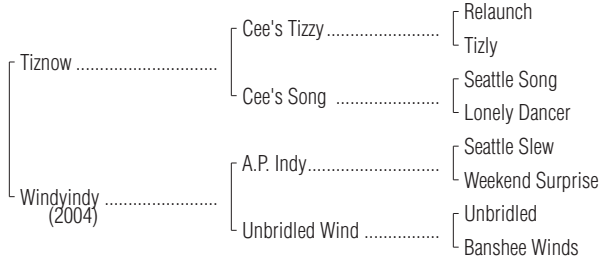 Relaunch
Cee's Tizzy
Tizly
Tiznow
Seattle Song
Cee's Song
Lonely Dancer
Seattle Slew
A.P. Indy
Weekend Surprise
Windyindy
(2004)
Unbridled
Unbridled Wind
Banshee Winds